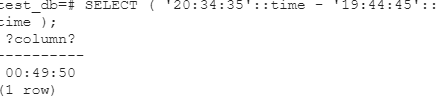 test_db=# SELECT ( '20:34:35'::time - '19:44:45'::
time );
?column?
----------
00:49:50
(1 row)